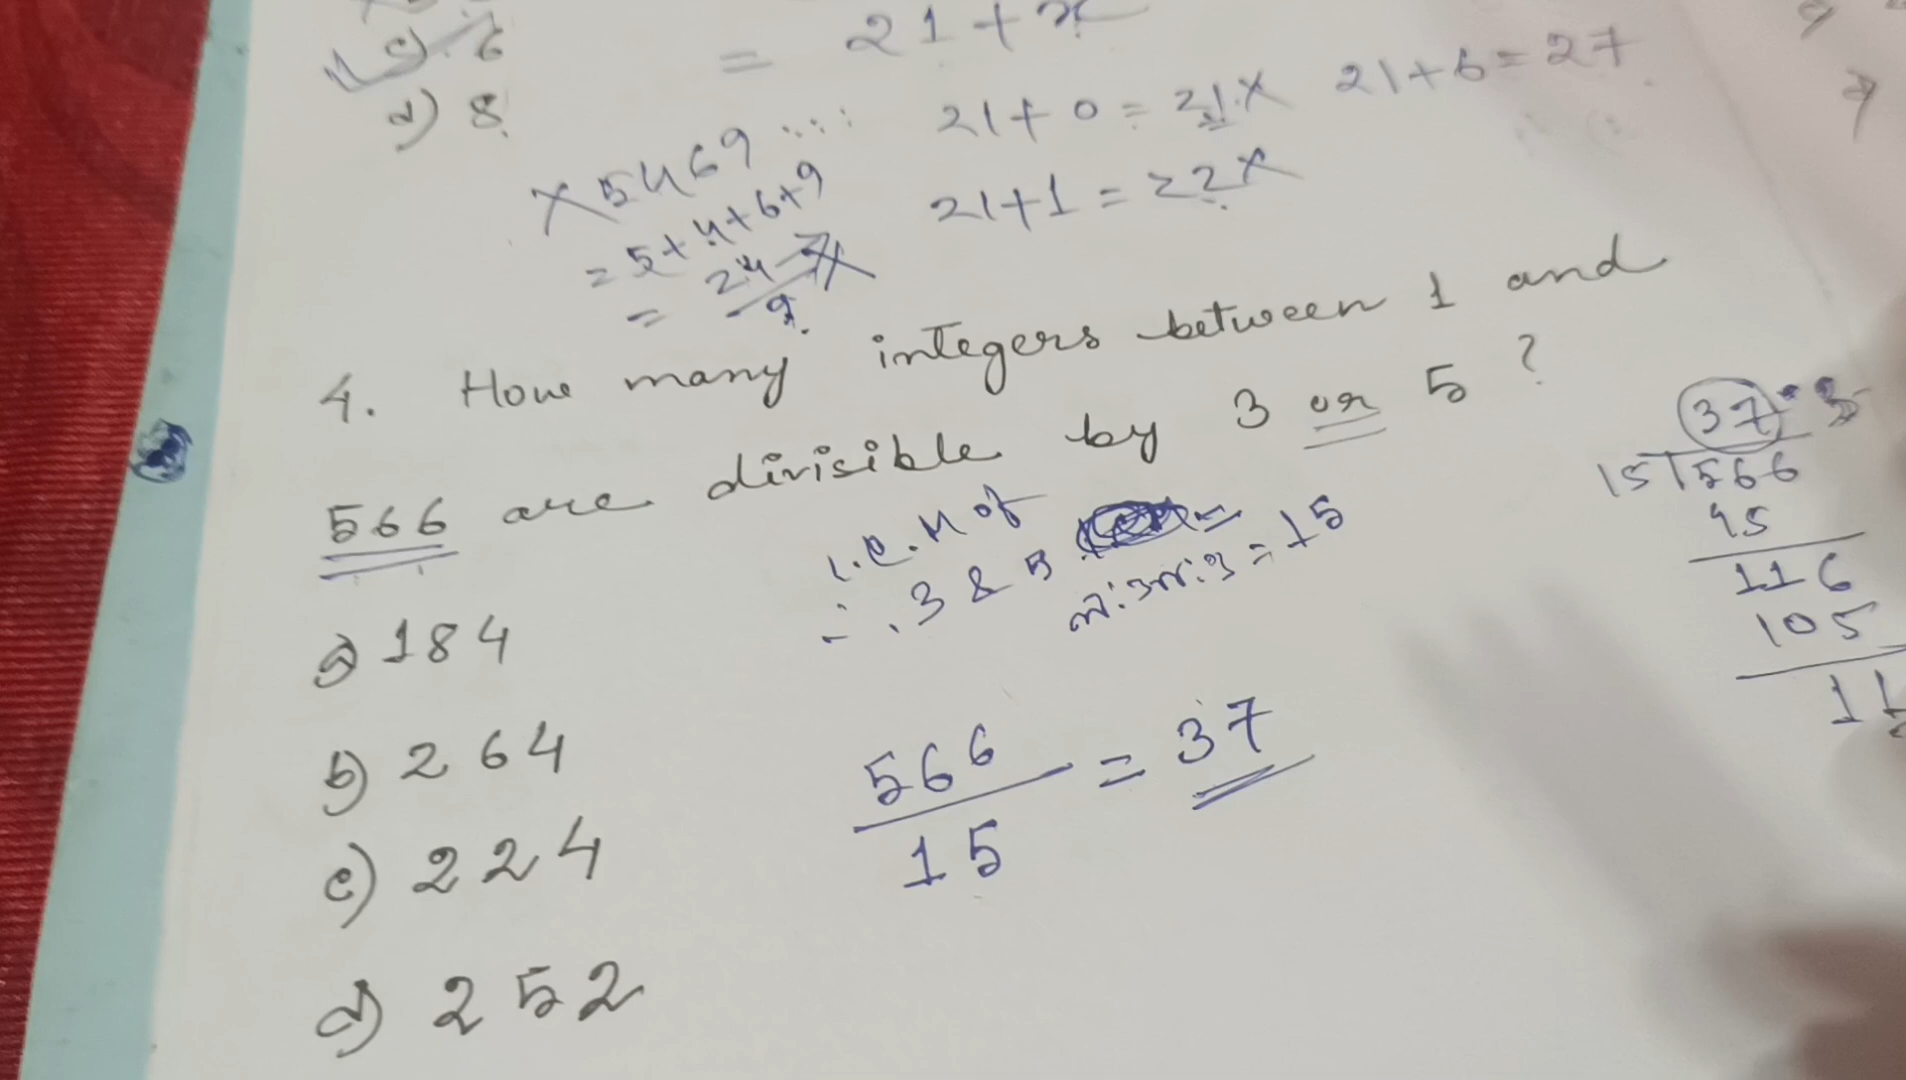 c) 6
= 21 + x
d) 8
21 + 0 = 21 X
21 + 6 = 27
X 5469
= 5 + 4 + 6 + 9
21 + 1 = 22 X
= 24/9 X
4. How many integers between 1 and
566 are divisible by 3 or 5 ?
L.C.M of
3 & 5
= 15
a) 184
b) 264
c) 224
d) 252
566/15 = 37
37
15 566
45
116
105
11